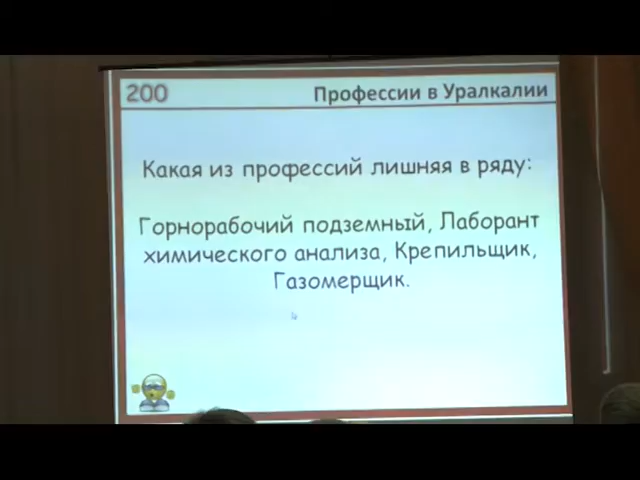 200
Профессии в Уралкалии
Какая из профессий лишняя в ряду:
Горнорабочий подземный, Лаборант
химического анализа, Крепильщик,
Газомерщик.